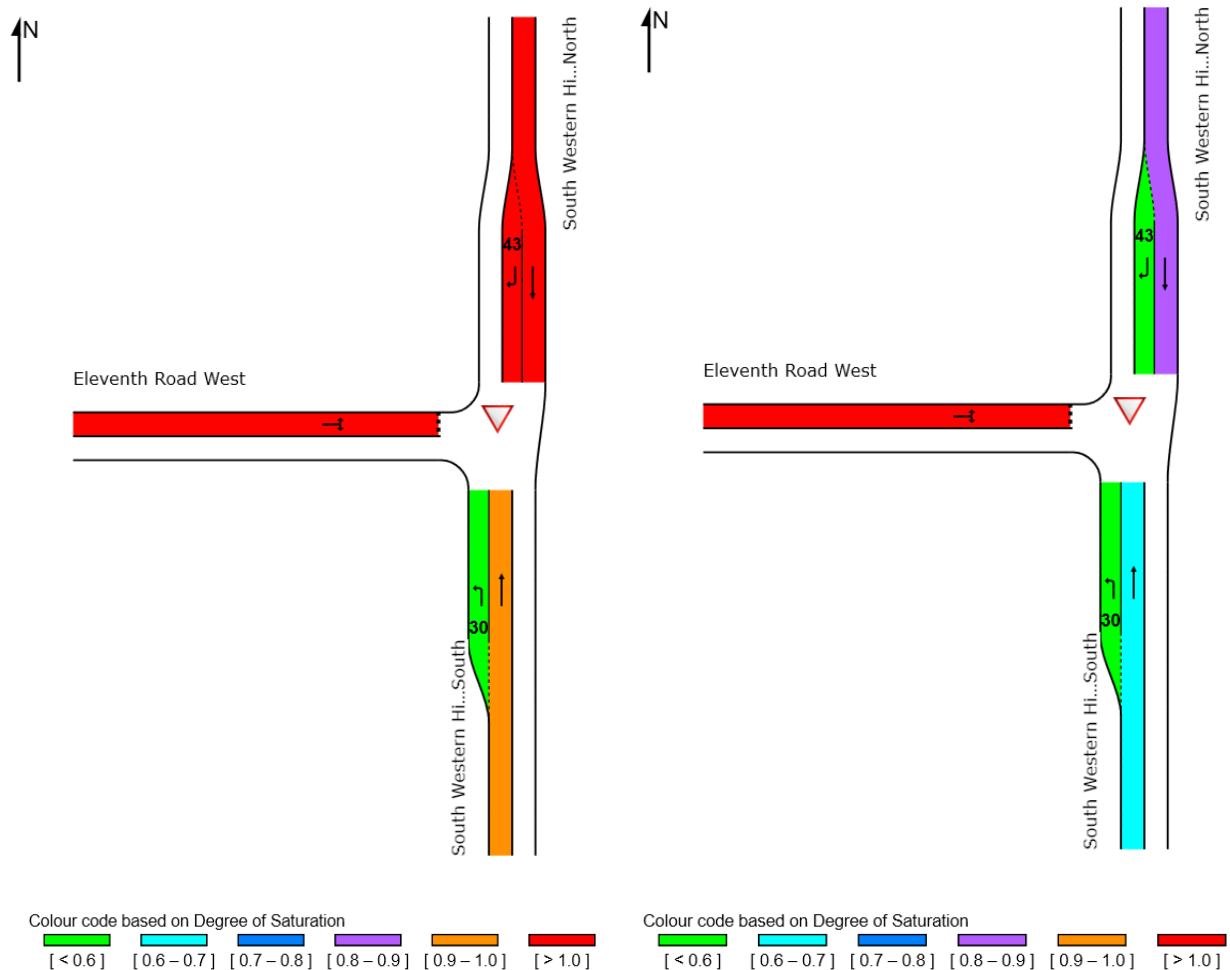 N
South Western Hi...North
43
Eleventh Road West
30
South Western Hi...South
Colour code based on Degree of Saturation
[ < 0.6 ] [ 0.6 – 0.7 ] [ 0.7 – 0.8 ] [ 0.8 – 0.9 ] [ 0.9 – 1.0 ] [ > 1.0 ]
N
South Western Hi...North
43
Eleventh Road West
30
South Western Hi...South
Colour code based on Degree of Saturation
[ < 0.6 ] [ 0.6 – 0.7 ] [ 0.7 – 0.8 ] [ 0.8 – 0.9 ] [ 0.9 – 1.0 ] [ > 1.0 ]